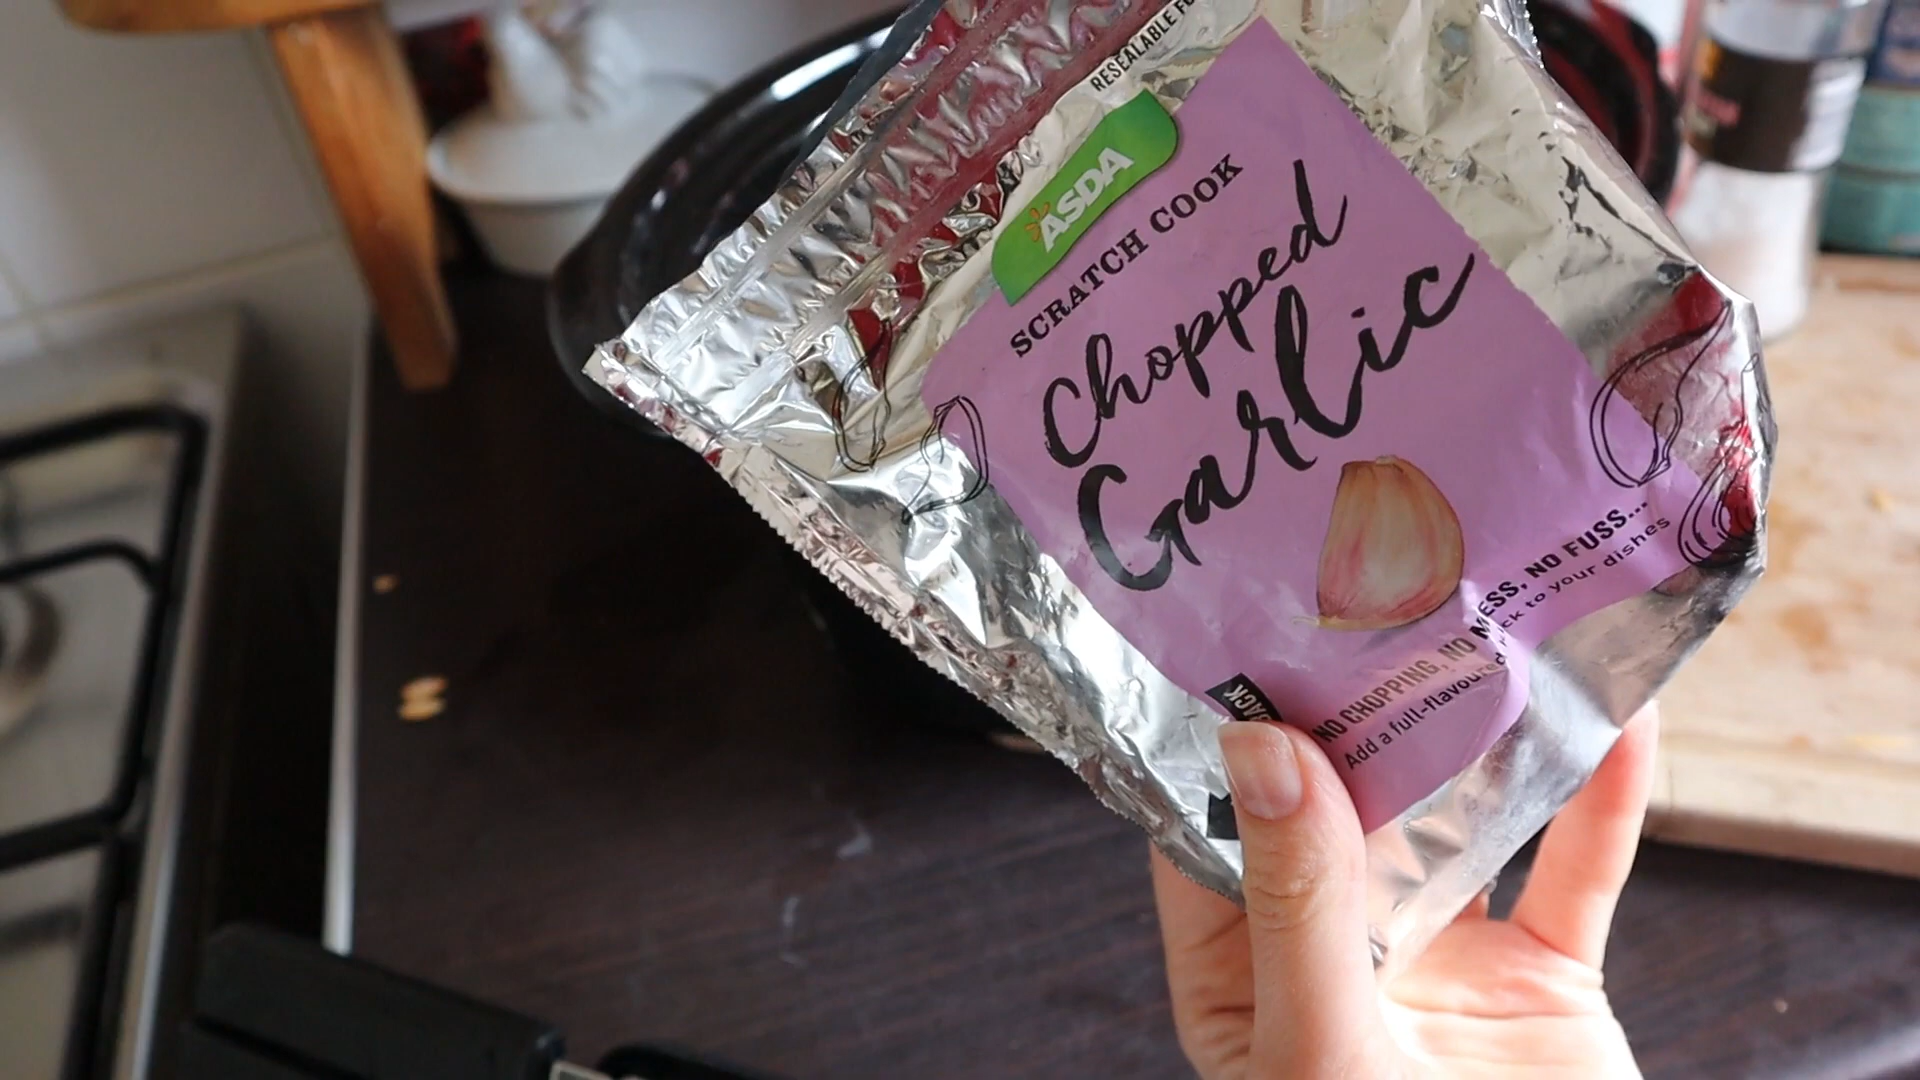 RESEALABLE
ASDA
SCRATCH COOK
Chopped
Garlic
NO CHOPPING, NO MESS, NO FUSS...
Add a full-flavoured to your dishes